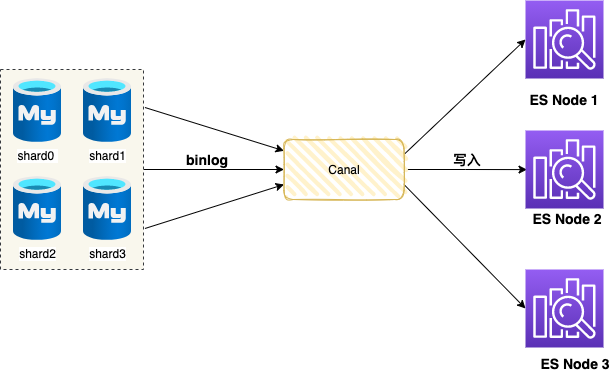 My
My
shard0
shard1
My
My
shard2
shard3
binlog
Canal
写入
ES Node 1
ES Node 2
ES Node 3